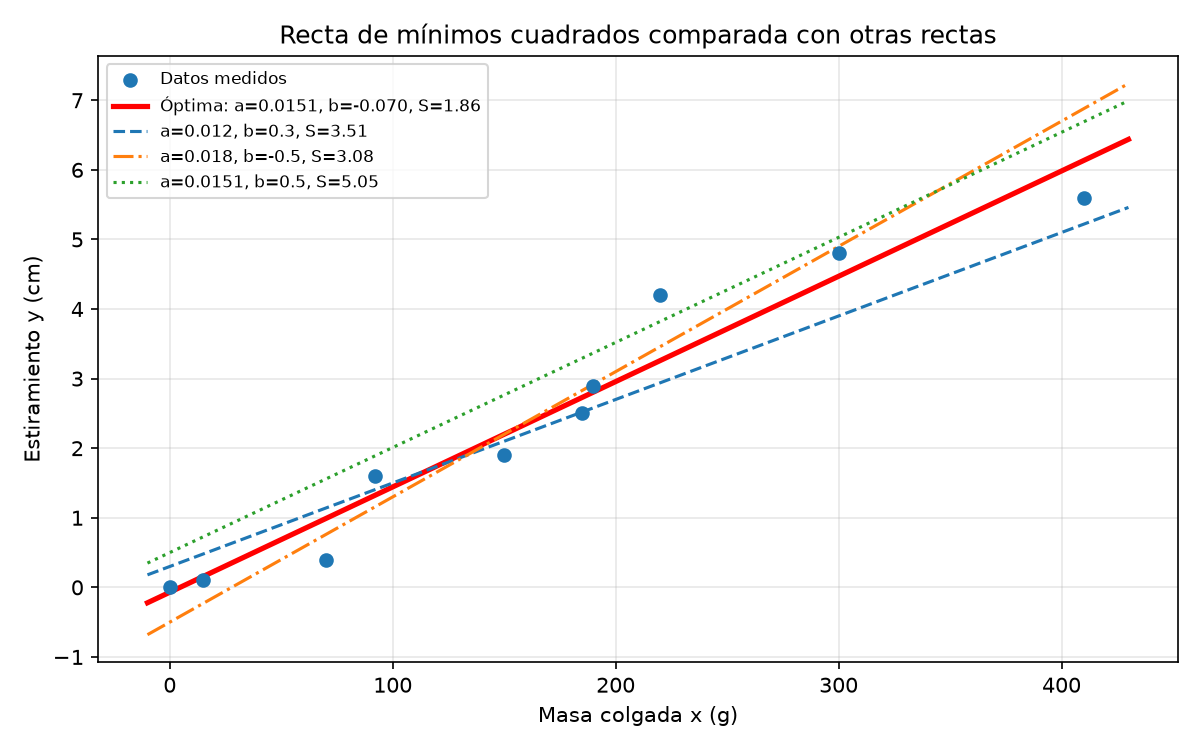 Recta de mínimos cuadrados comparada con otras rectas
Datos medidos
Óptima: a=0.0151, b=-0.070, S=1.86
a=0.012, b=0.3, S=3.51
a=0.018, b=-0.5, S=3.08
a=0.0151, b=0.5, S=5.05
Estiramiento y (cm)
7
6
5
4
3
2
1
0
−1
0 100 200 300 400
Masa colgada x (g)